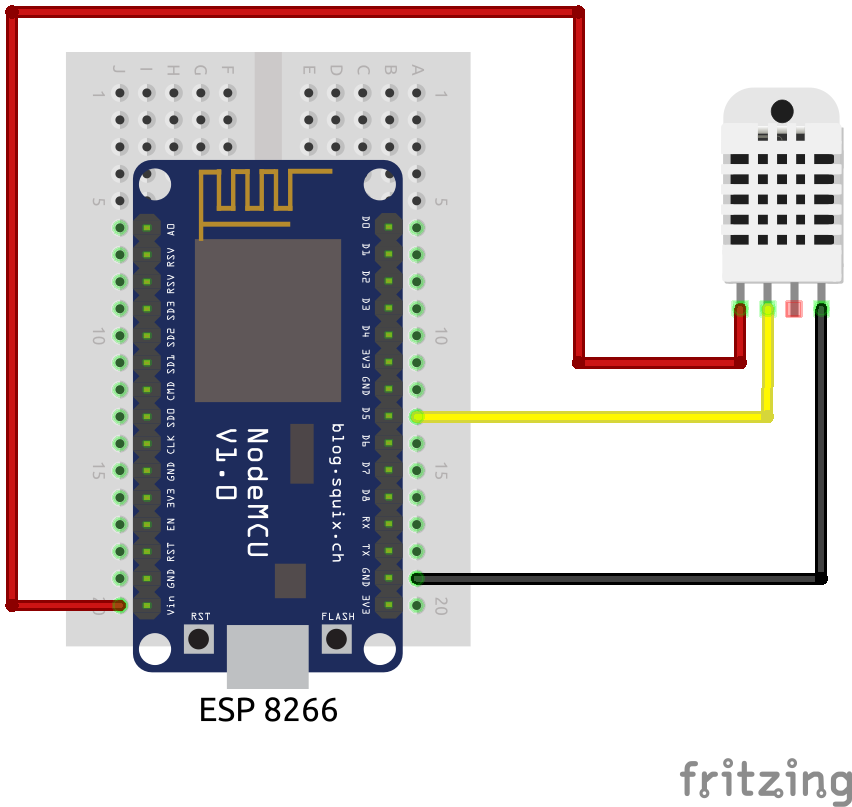 J I H G F E D C B A
1 1
5 5
10 10
15 15
20 20
A0
RSV
RSV
SD3
SD2
SD1
CMD
SD0
CLK
GND
3V3
EN
RST
GND
Vin
D0
D1
D2
D3
D4
3V3
GND
D5
D6
D7
D8
RX
TX
GND
3V3
NodeMCU
v1.0
blog.squix.ch
RST
FLASH
ESP 8266
fritzing